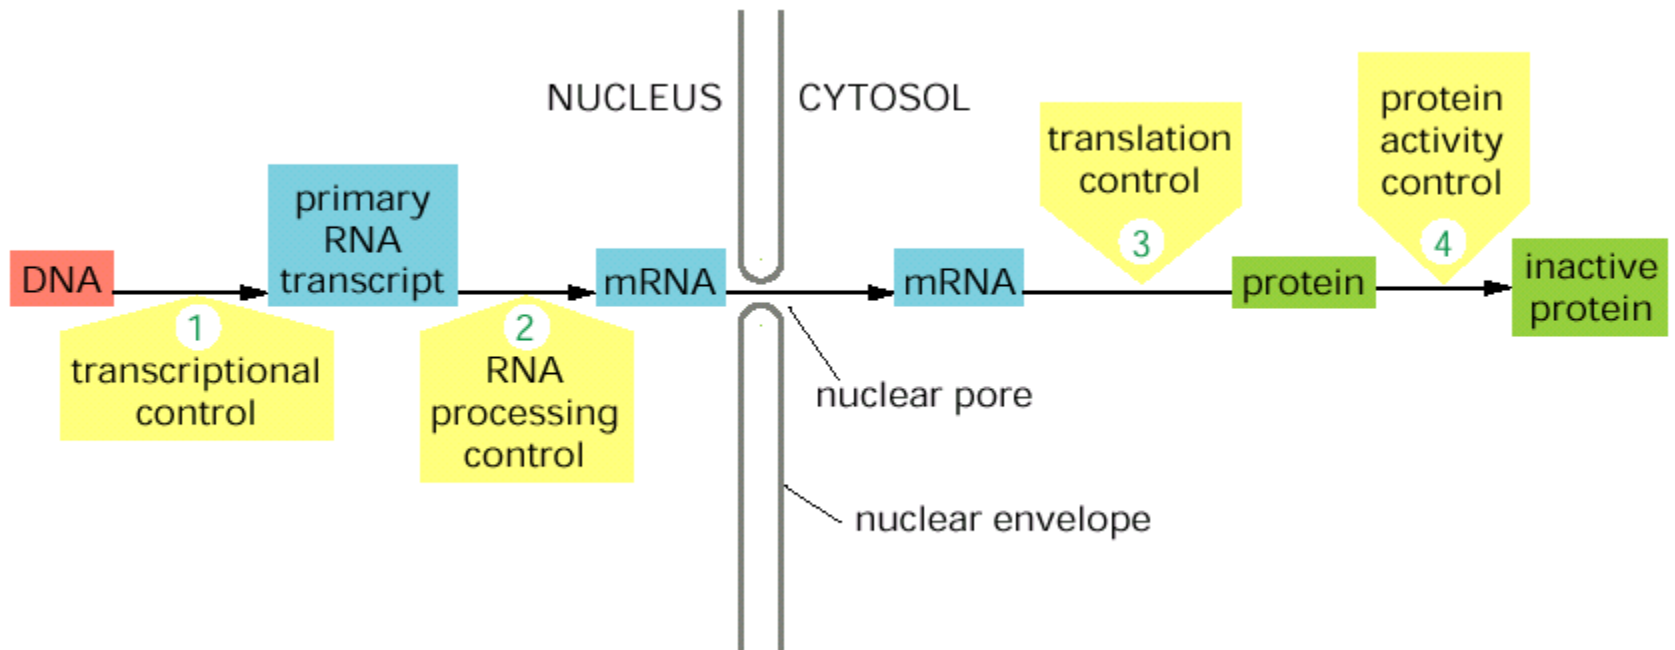 NUCLEUS
CYTOSOL
DNA
1
transcriptional
control
primary
RNA
transcript
2
RNA
processing
control
mRNA
nuclear pore
nuclear envelope
mRNA
translation
control
3
protein
protein
activity
control
4
inactive
protein